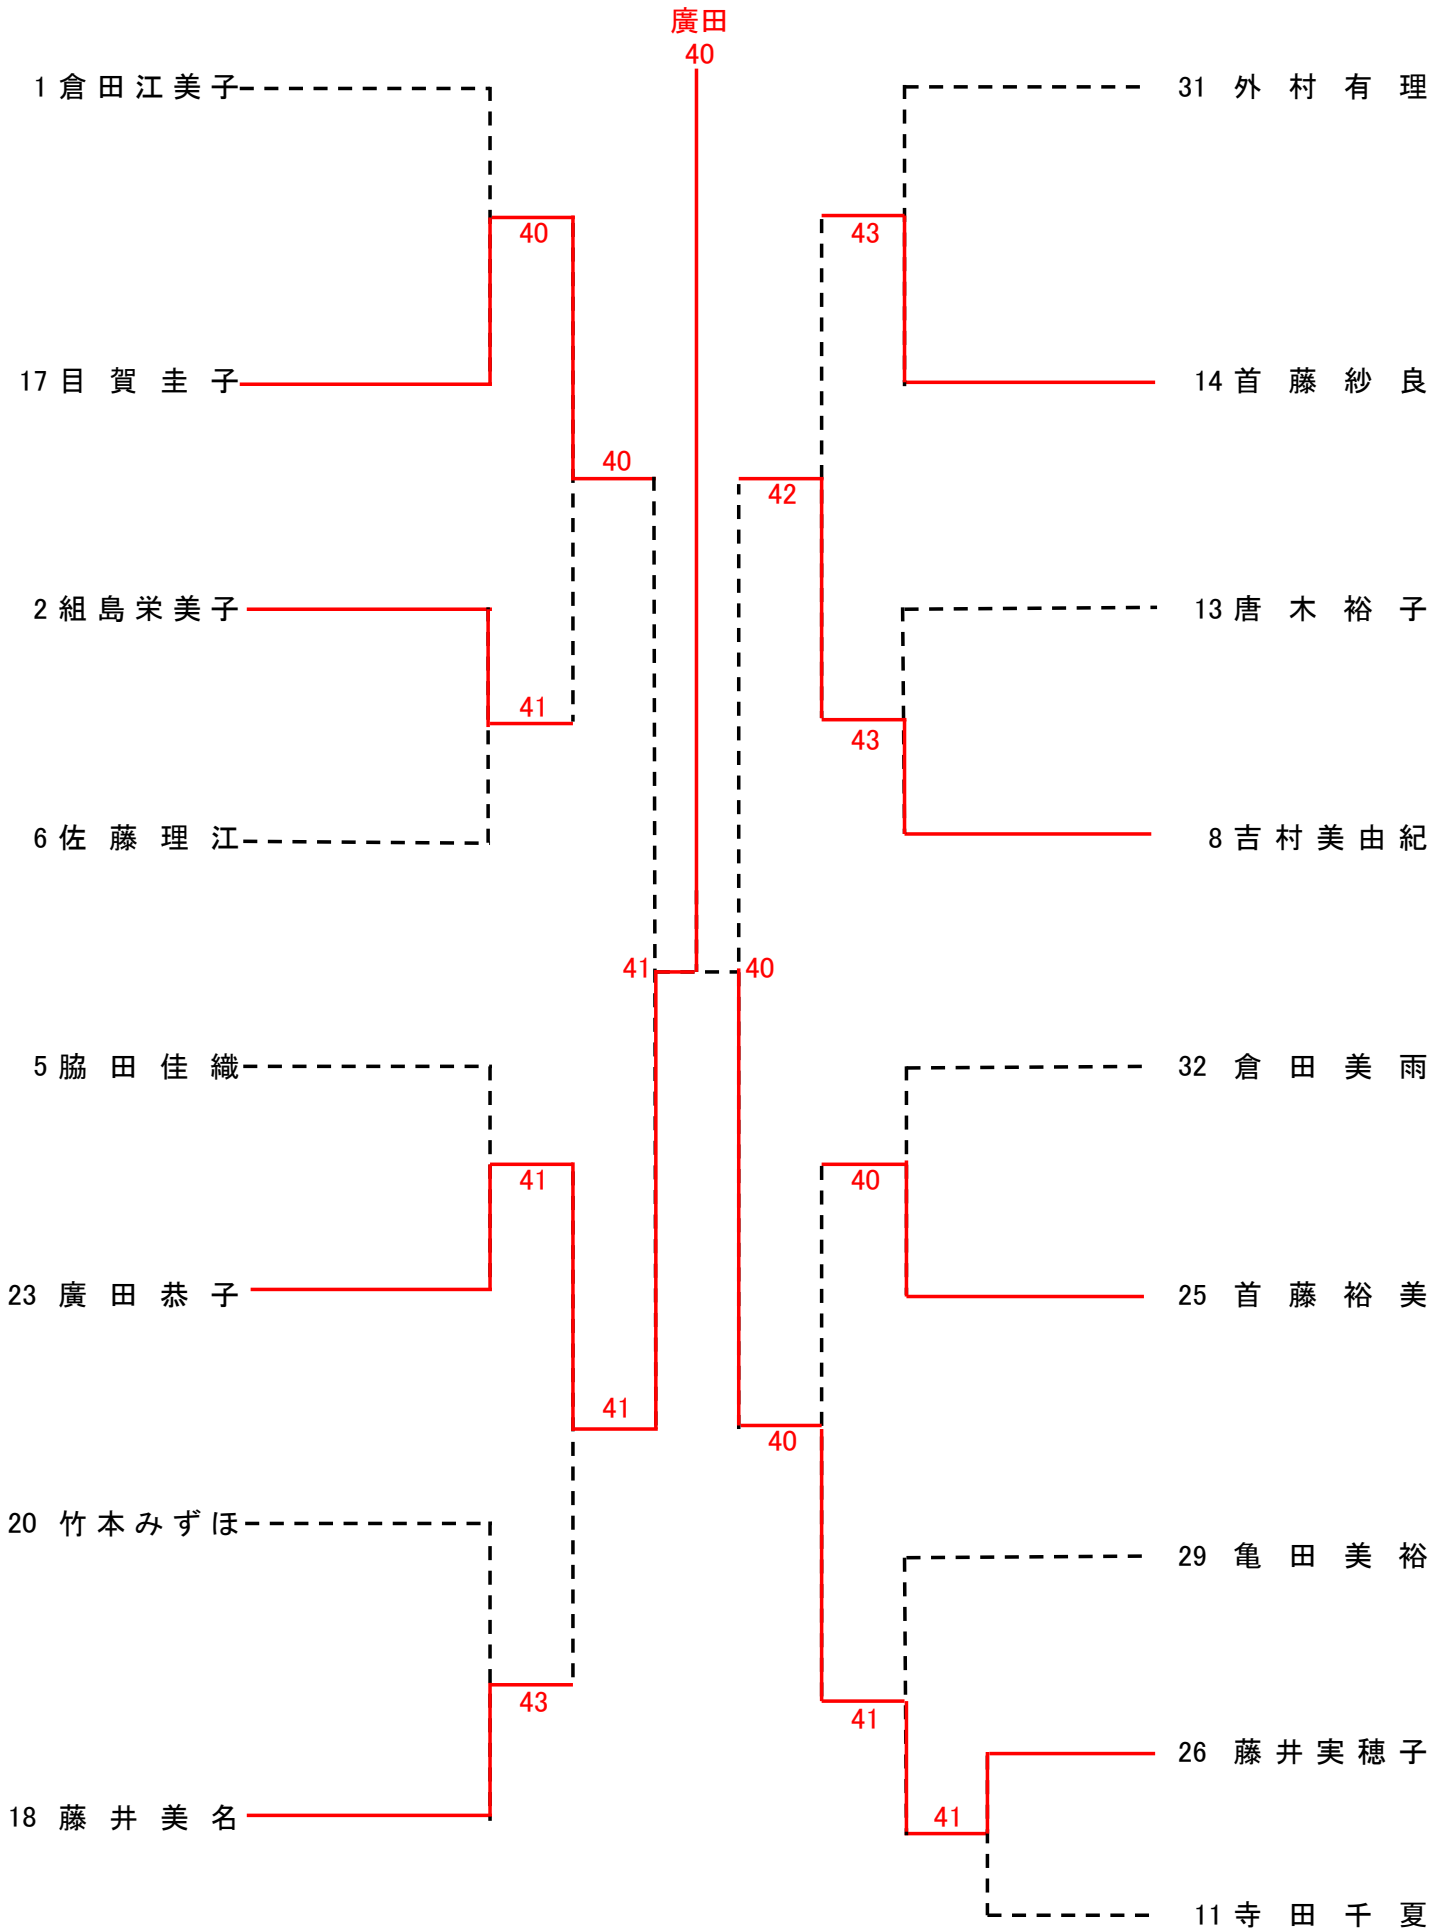 廣田
40
1 倉田江美子
40
17 目賀圭子
40
2 組島栄美子
41
6 佐藤理江
41
5 脇田佳織
41
23 廣田恭子
41
20 竹本みずほ
43
18 藤井美名
31 外村有理
43
14 首藤紗良
42
13 唐木裕子
43
8 吉村美由紀
40
32 倉田美雨
40
25 首藤裕美
40
29 亀田美裕
41
26 藤井実穂子
41
11 寺田千夏